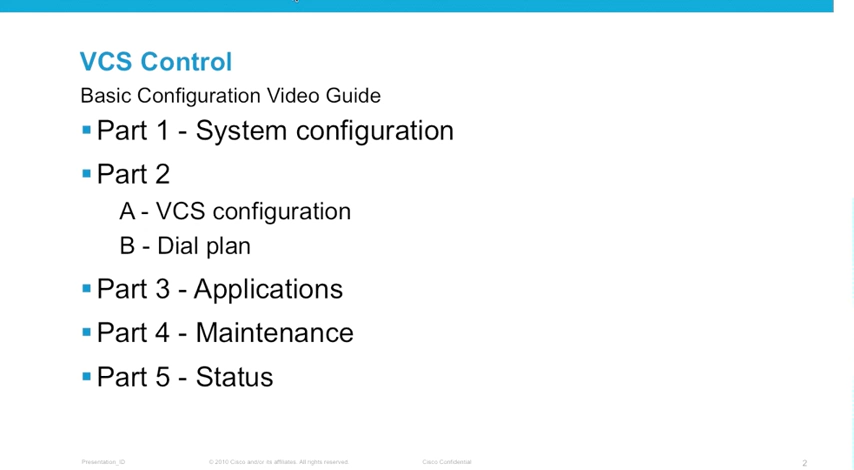 VCS Control
Basic Configuration Video Guide
Part 1 - System configuration
Part 2
A - VCS configuration
B - Dial plan
Part 3 - Applications
Part 4 - Maintenance
Part 5 - Status
Presentation_ID © 2010 Cisco and/or its affiliates. All rights reserved. Cisco Confidential 2